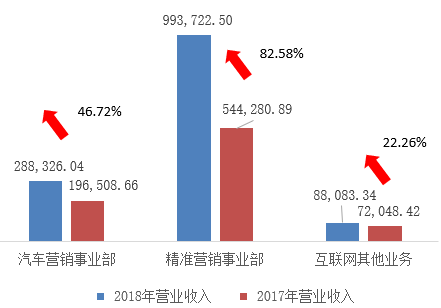 993,722.50
82.58%
544,280.89
46.72%
288,326.04
196,508.66
22.26%
88,083.34
72,048.42
汽车营销事业部
精准营销事业部
互联网其他业务
2018年营业收入
2017年营业收入